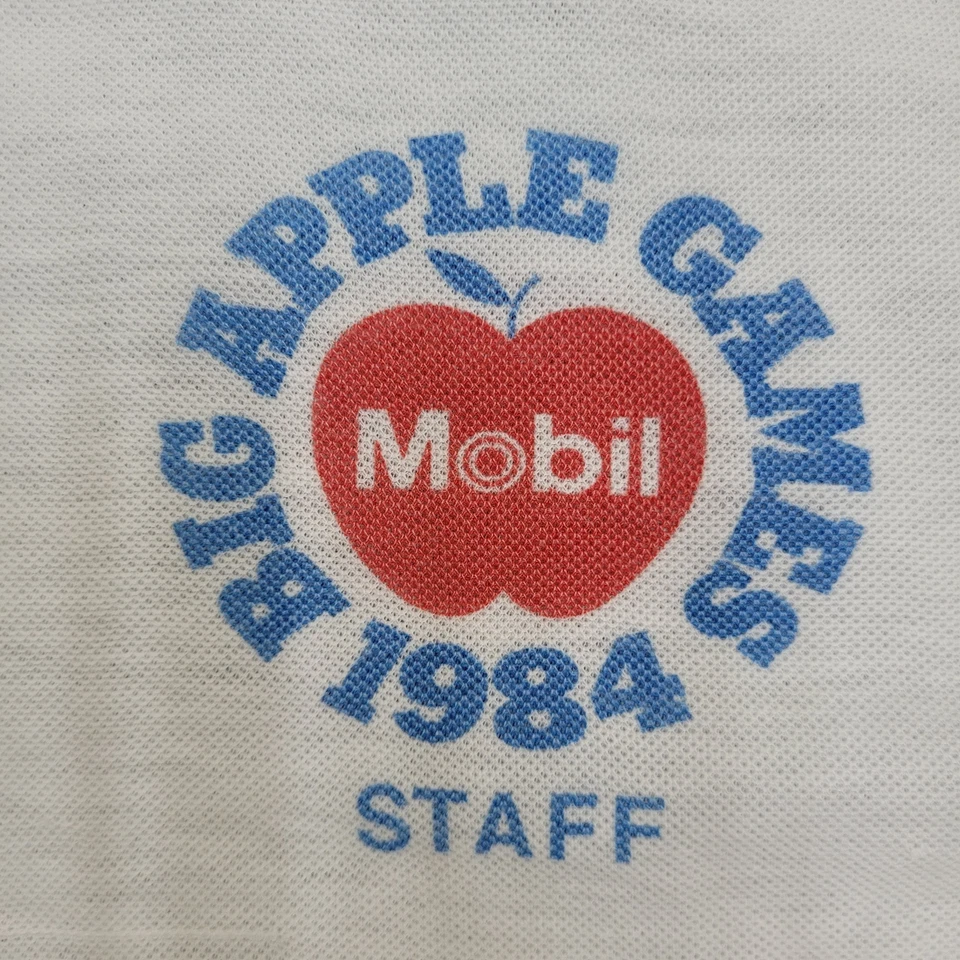 BIG APPLE GAMES
Mobil
1984
STAFF